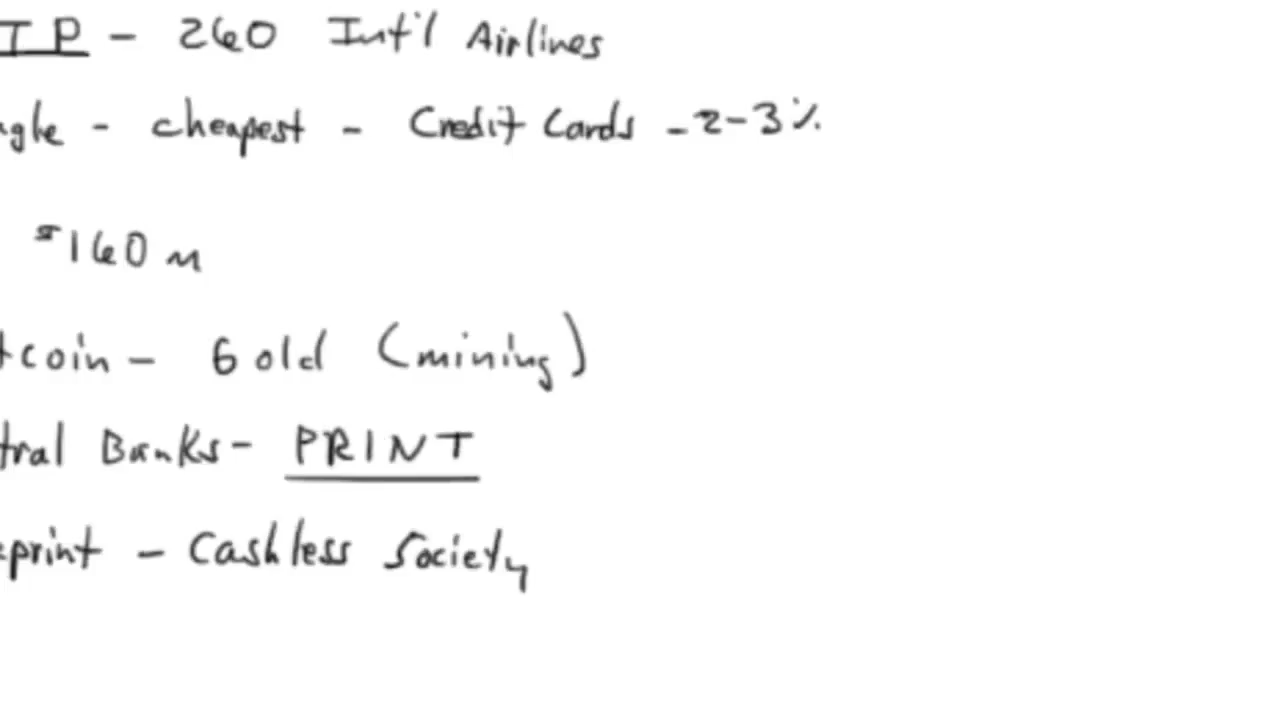 TP - 260 Int'l Airlines
gle - cheapest - Credit Cards - 2-3%
$160 m
tcoin - Gold (mining)
tral Banks - PRINT
print - Cashless Society